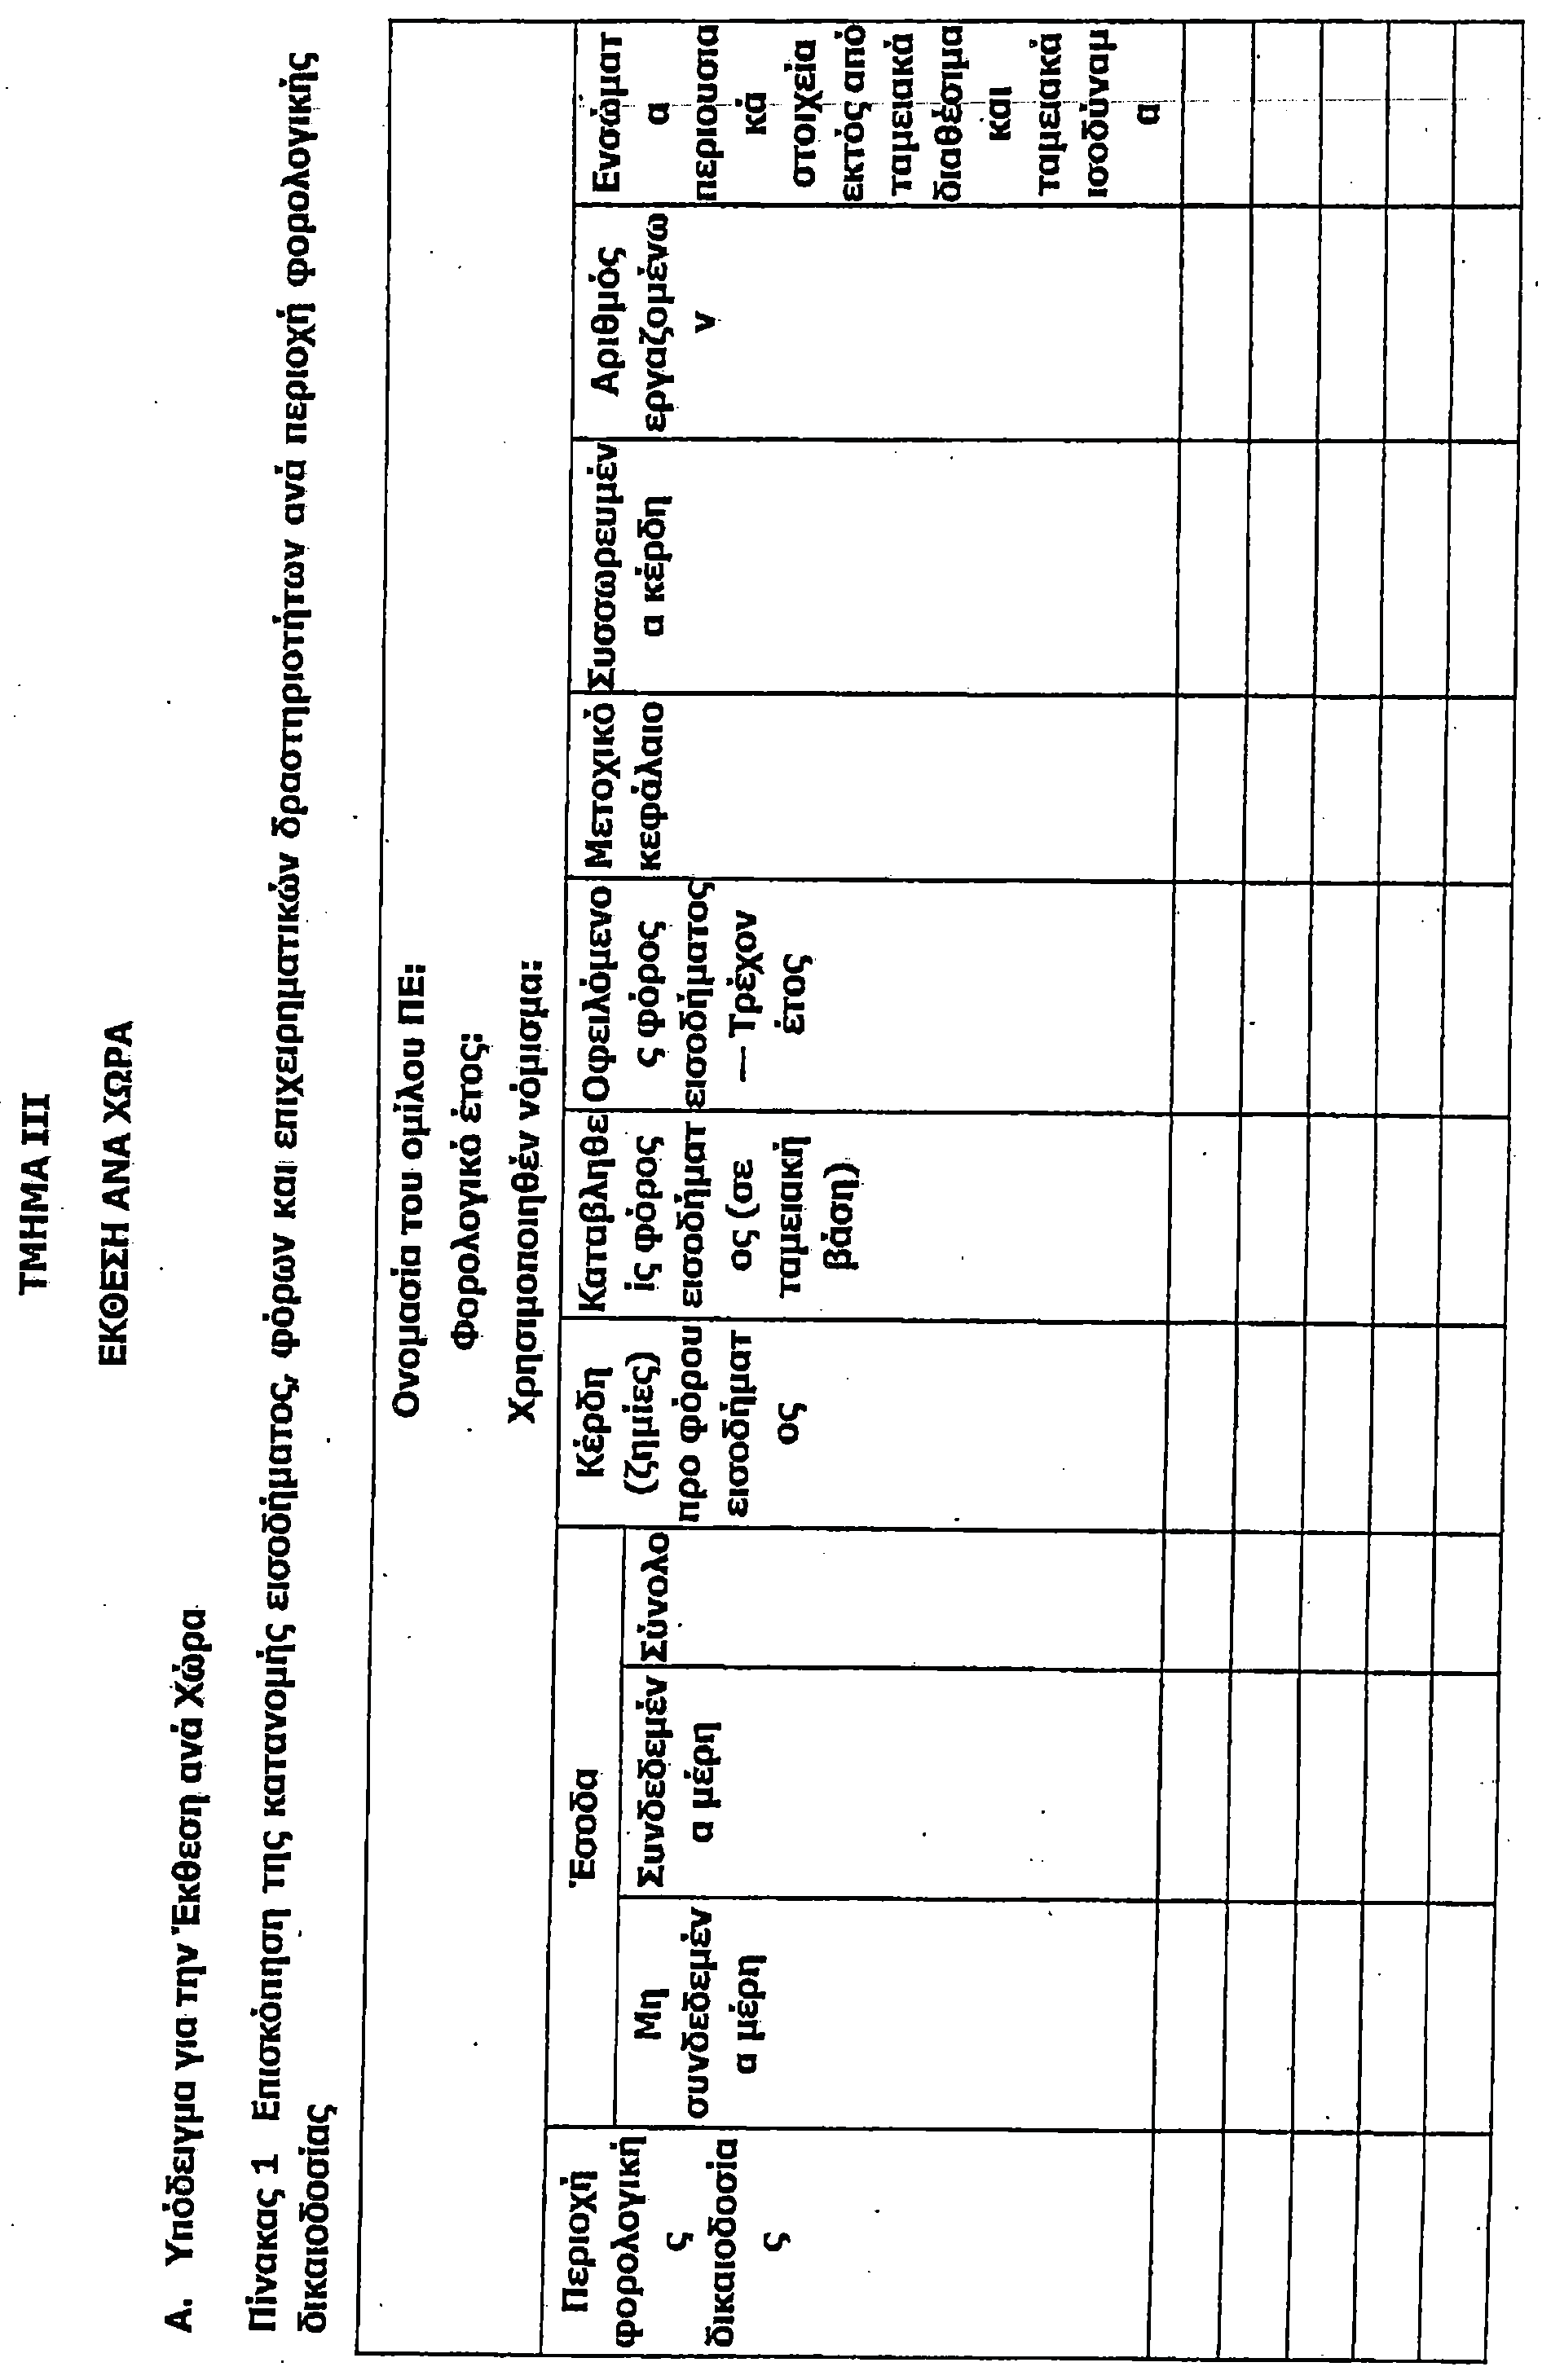 ΤΜΗΜΑ ΙΙΙ
ΕΚΘΕΣΗ ΑΝΑ ΧΩΡΑ
Α. Υπόδειγμα για την Έκθεση ανά Χώρα
Πίνακας 1 Επισκόπηση της κατανομής εισοδήματος, φόρων και επιχειρηματικών δραστηριοτήτων ανά περιοχή φορολογικής
δικαιοδοσίας
Ονομασία του ομίλου ΠΕ:
Φορολογικό έτος:
Χρησιμοποιηθέν νόμισμα:
Περιοχή
φορολογική
ς
δικαιοδοσία
ς
Έσοδα
Μη
συνδεδεμέν
α μέρη
Συνδεδεμέν
α μέρη
Σύνολο
Κέρδη
(ζημίες)
προ φόρου
εισοδήματ
ος
Καταβληθε
ίς φόρος
εισοδήματ
ος (σε
ταμειακή
βάση)
Οφειλόμενο
ς φόρος
εισοδήματος
— Τρέχον
έτος
Μετοχικό
κεφάλαιο
Συσσωρευμέν
α κέρδη
Αριθμός
εργαζομένω
ν
Ενσώματ
α
περιουσια
κά
στοιχεία
εκτός από
ταμειακά
διαθέσιμα
και
ταμειακά
ισοδύναμ
α